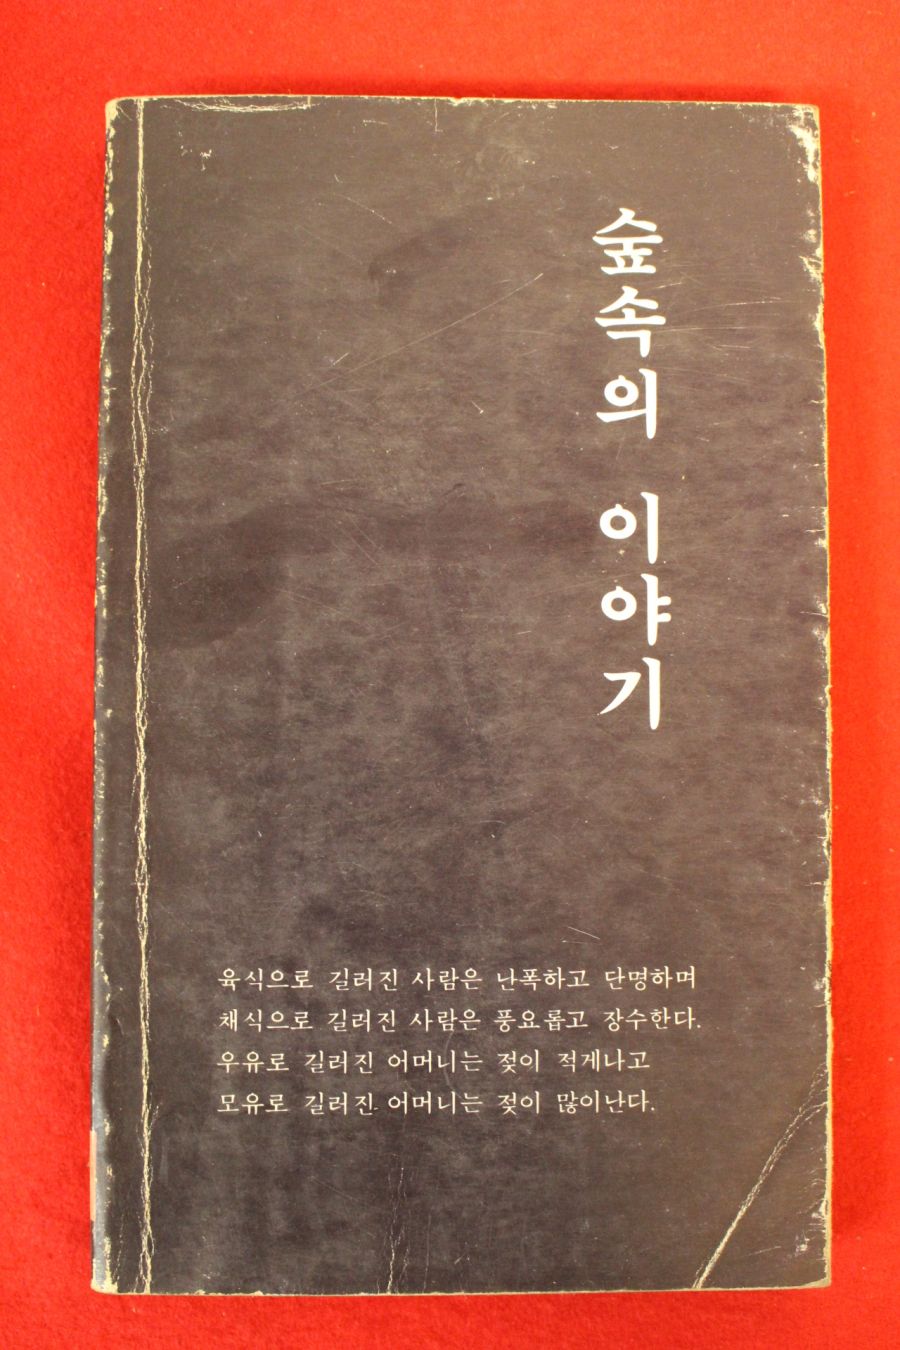 숲속의 이야기
육식으로 길러진 사람은 난폭하고 단명하며
채식으로 길러진 사람은 풍요롭고 장수한다.
우유로 길러진 어머니는 젖이 적게나고
모유로 길러진 어머니는 젖이 많이난다.